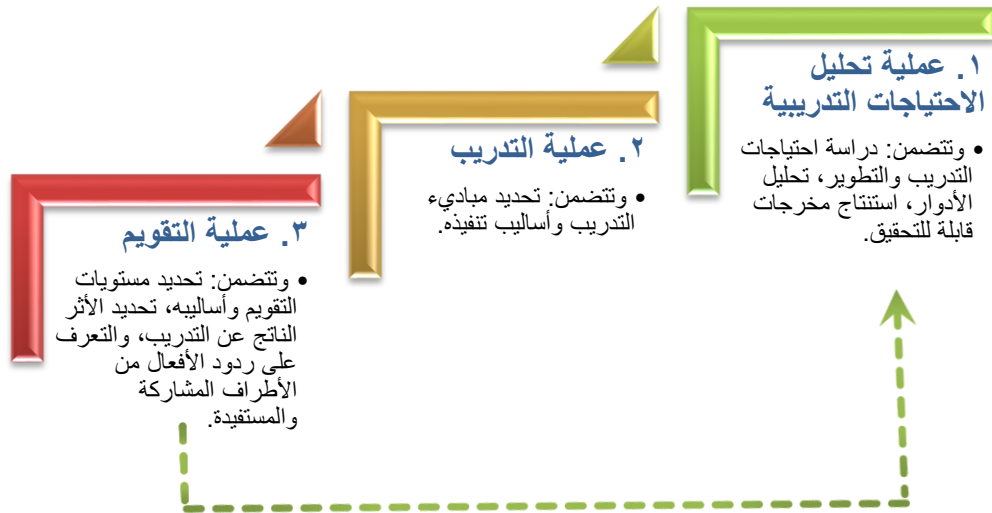 ١. عملية تحليل
الاحتياجات التدريبية
• وتتضمن: دراسة احتياجات
التدريب والتطوير، تحليل
الأدوار، استنتاج مخرجات
قابلة للتحقيق.
٢. عملية التدريب
• وتتضمن: تحديد مباديء
التدريب وأساليب تنفيذه.
٣. عملية التقويم
• وتتضمن: تحديد مستويات
التقويم وأساليبه، تحديد الأثر
الناتج عن التدريب، والتعرف
على ردود الأفعال من
الأطراف المشاركة
والمستفيدة.